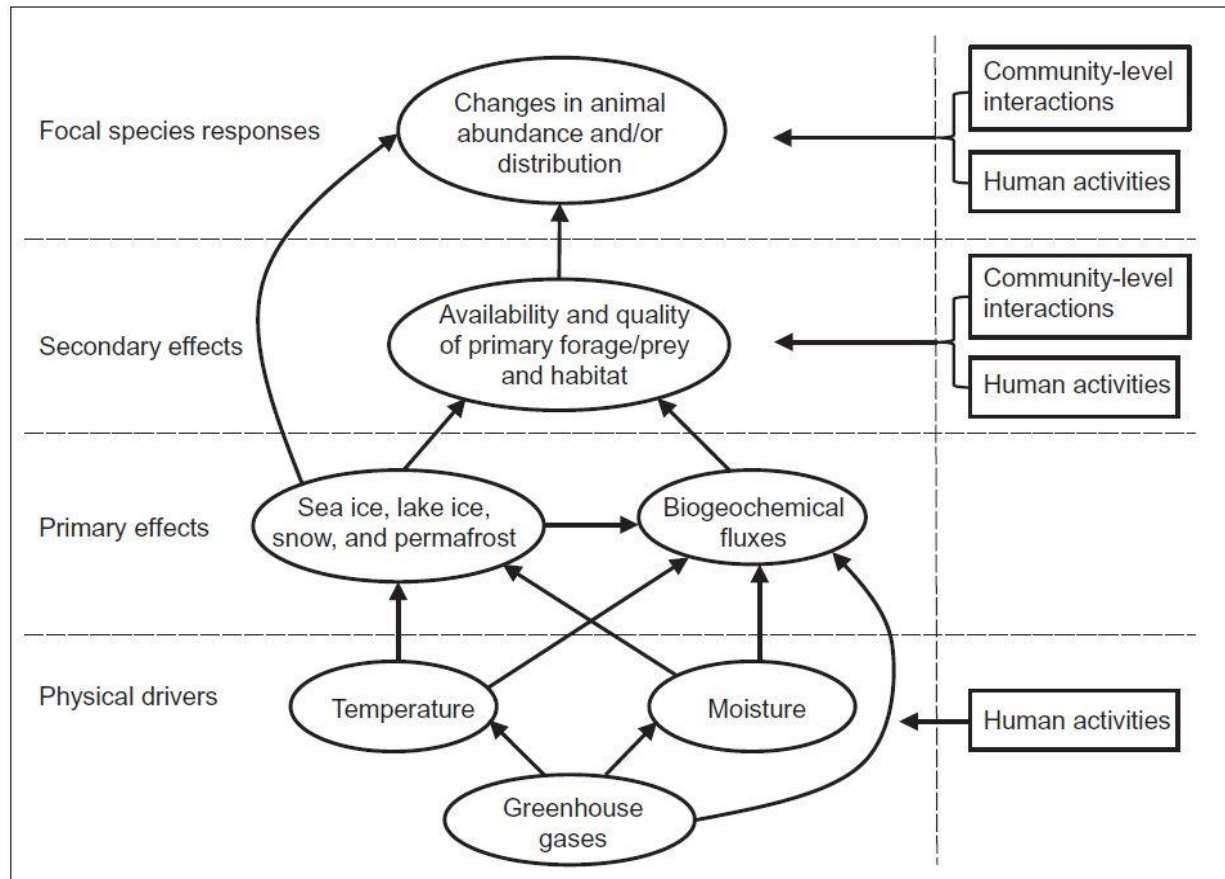 Focal species responses
Changes in animal
abundance and/or
distribution
Community-level
interactions
Human activities
Secondary effects
Availability and quality
of primary forage/prey
and habitat
Community-level
interactions
Human activities
Primary effects
Sea ice, lake ice,
snow, and permafrost
Biogeochemical
fluxes
Physical drivers
Temperature
Moisture
Human activities
Greenhouse
gases